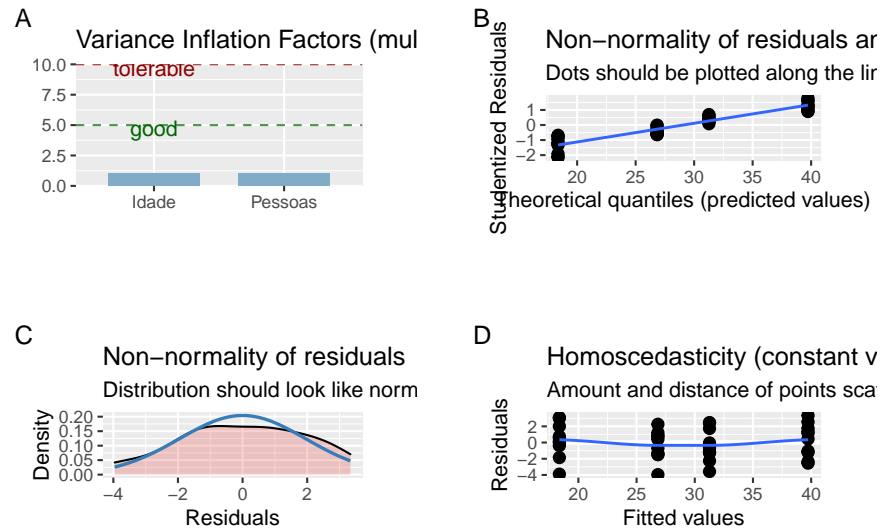 A
Variance Inflation Factors (mul
10.0
tolerable
7.5
5.0
good
2.5
0.0
Idade Pessoas
B
Non−normality of residuals an
Dots should be plotted along the lin
Studentized Residuals
1
0
−1
−2
20 25 30 35 40
Theoretical quantiles (predicted values)
C
Non−normality of residuals
Distribution should look like norm
Density
0.20
0.15
0.10
0.05
0.00
−4 −2 0 2
Residuals
D
Homoscedasticity (constant v
Amount and distance of points scat
Residuals
2
0
−2
−4
20 25 30 35 40
Fitted values